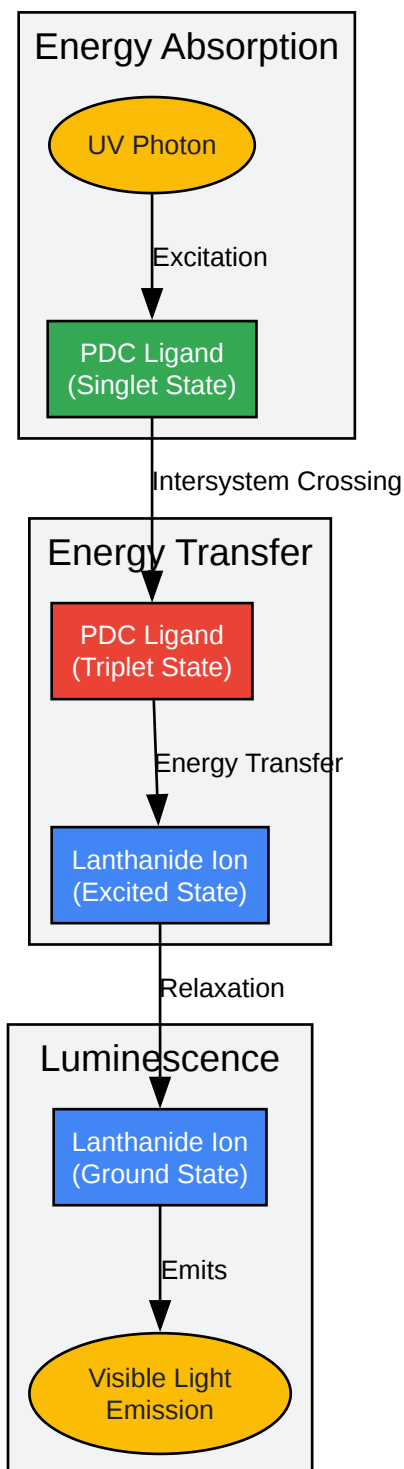 Energy Absorption
UV Photon
Excitation
PDC Ligand
(Singlet State)
Intersystem Crossing
Energy Transfer
PDC Ligand
(Triplet State)
Energy Transfer
Lanthanide Ion
(Excited State)
Relaxation
Luminescence
Lanthanide Ion
(Ground State)
Emits
Visible Light
Emission